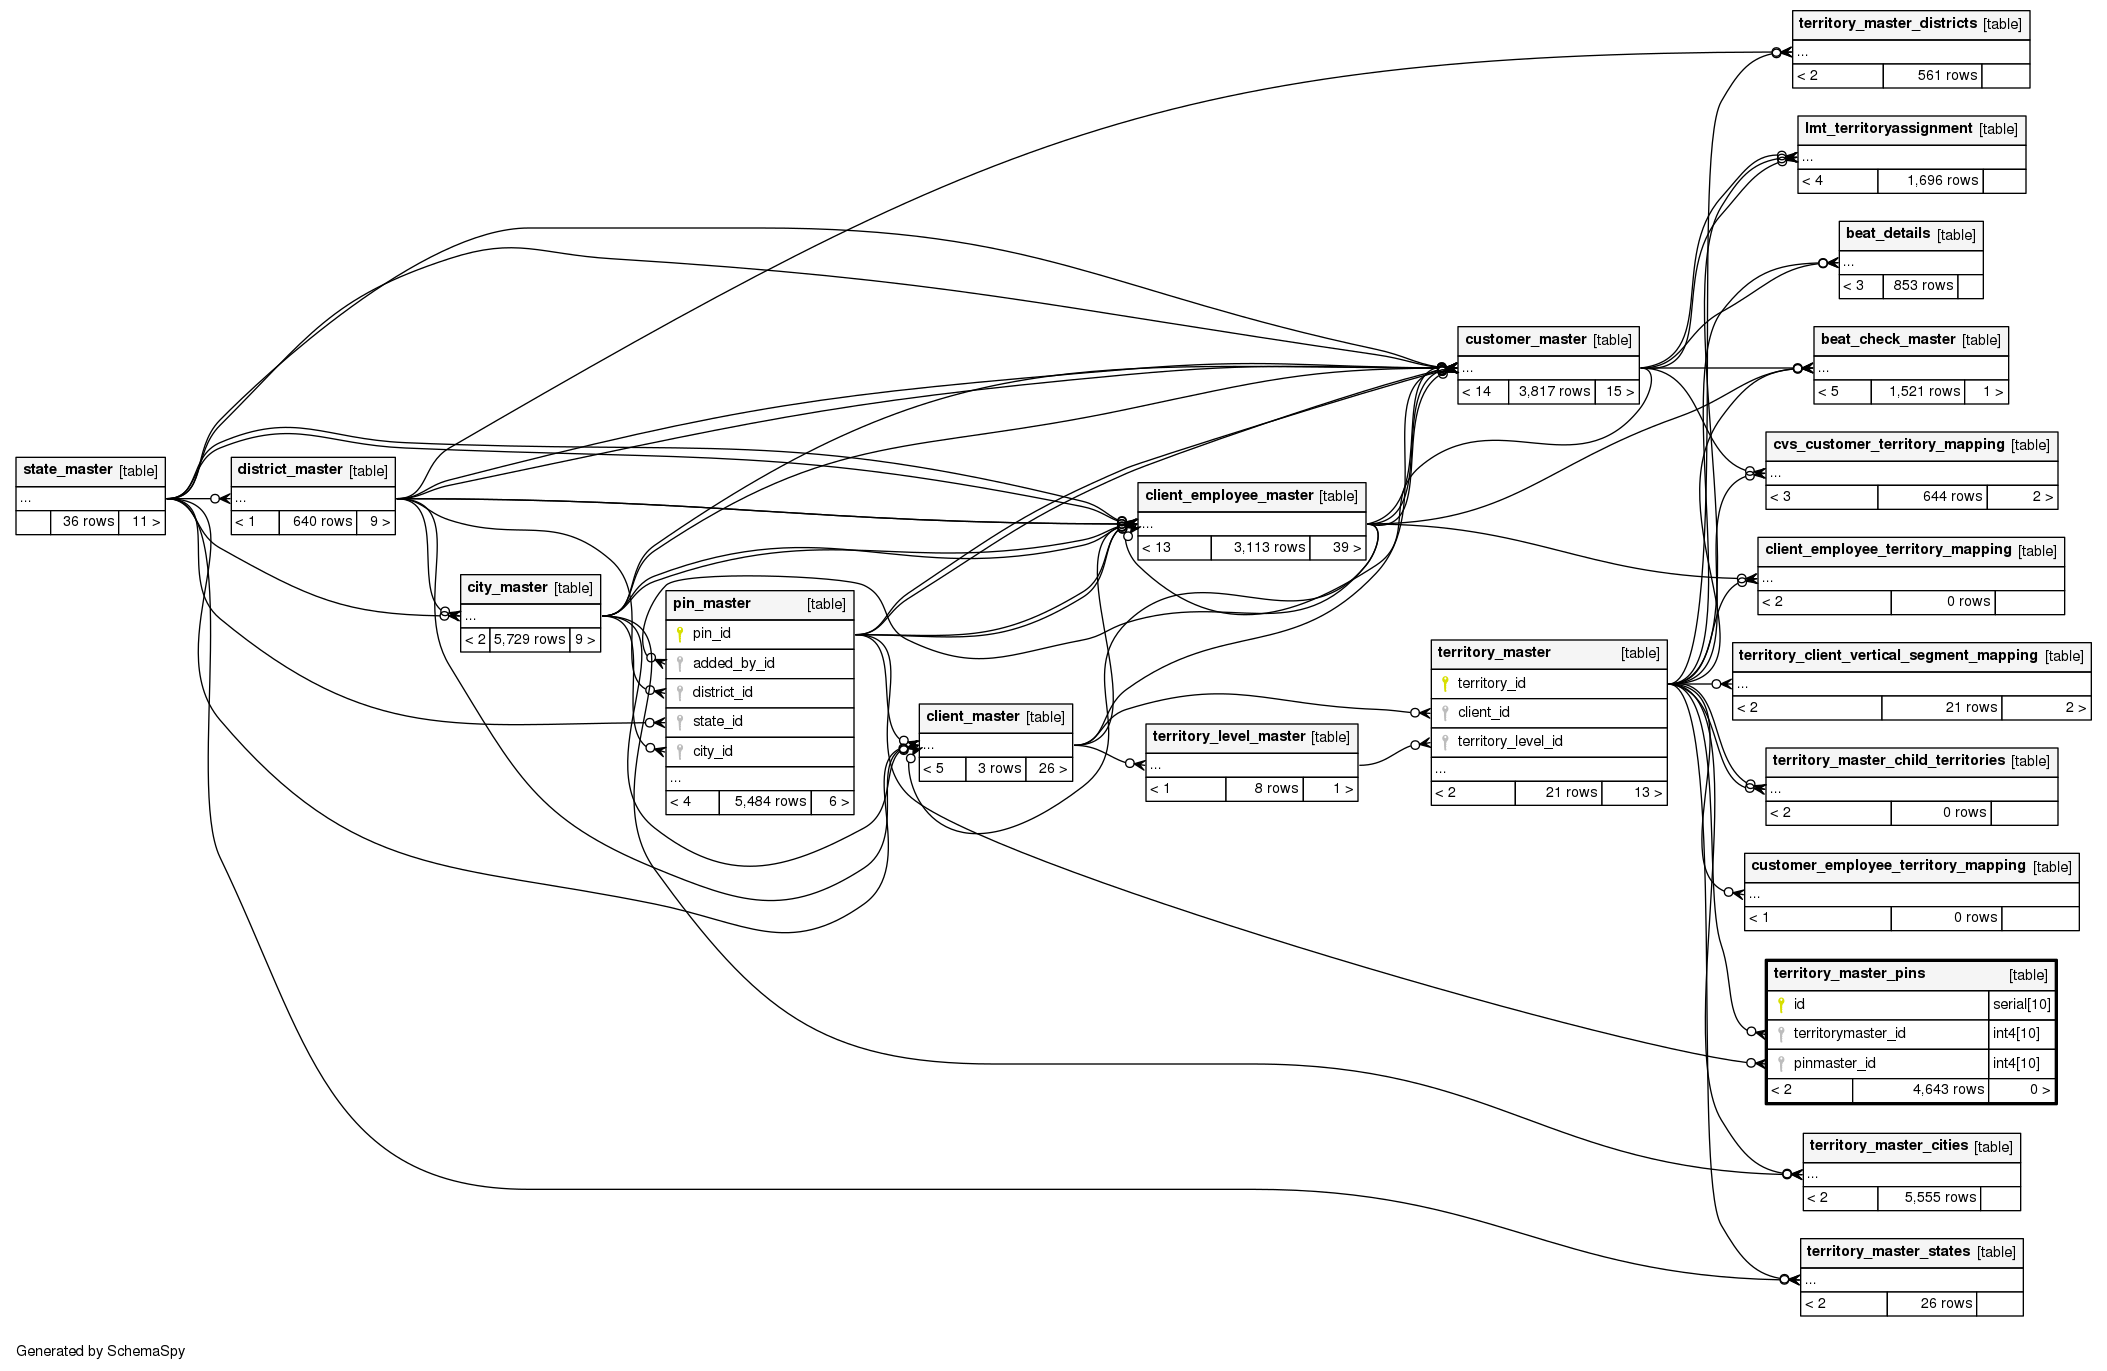 territory_master_districts [table]
...
< 2 561 rows
lmt_territoryassignment [table]
...
< 4 1,696 rows
beat_details [table]
...
< 3 853 rows
customer_master [table]
...
< 14 3,817 rows 15 >
beat_check_master [table]
...
< 5 1,521 rows 1 >
cvs_customer_territory_mapping [table]
...
< 3 644 rows 2 >
state_master [table]
...
36 rows 11 >
district_master [table]
...
< 1 640 rows 9 >
client_employee_master [table]
...
< 13 3,113 rows 39 >
client_employee_territory_mapping [table]
...
< 2 0 rows
city_master [table]
...
< 2 5,729 rows 9 >
pin_master [table]
pin_id
added_by_id
district_id
state_id
city_id
...
< 4 5,484 rows 6 >
client_master [table]
...
< 5 3 rows 26 >
territory_level_master [table]
...
< 1 8 rows 1 >
territory_master [table]
territory_id
client_id
territory_level_id
...
< 2 21 rows 13 >
territory_client_vertical_segment_mapping [table]
...
< 2 21 rows 2 >
territory_master_child_territories [table]
...
< 2 0 rows
customer_employee_territory_mapping [table]
...
< 1 0 rows
territory_master_pins [table]
id serial[10]
territorymaster_id int4[10]
pinmaster_id int4[10]
< 2 4,643 rows 0 >
territory_master_cities [table]
...
< 2 5,555 rows
territory_master_states [table]
...
< 2 26 rows
Generated by SchemaSpy